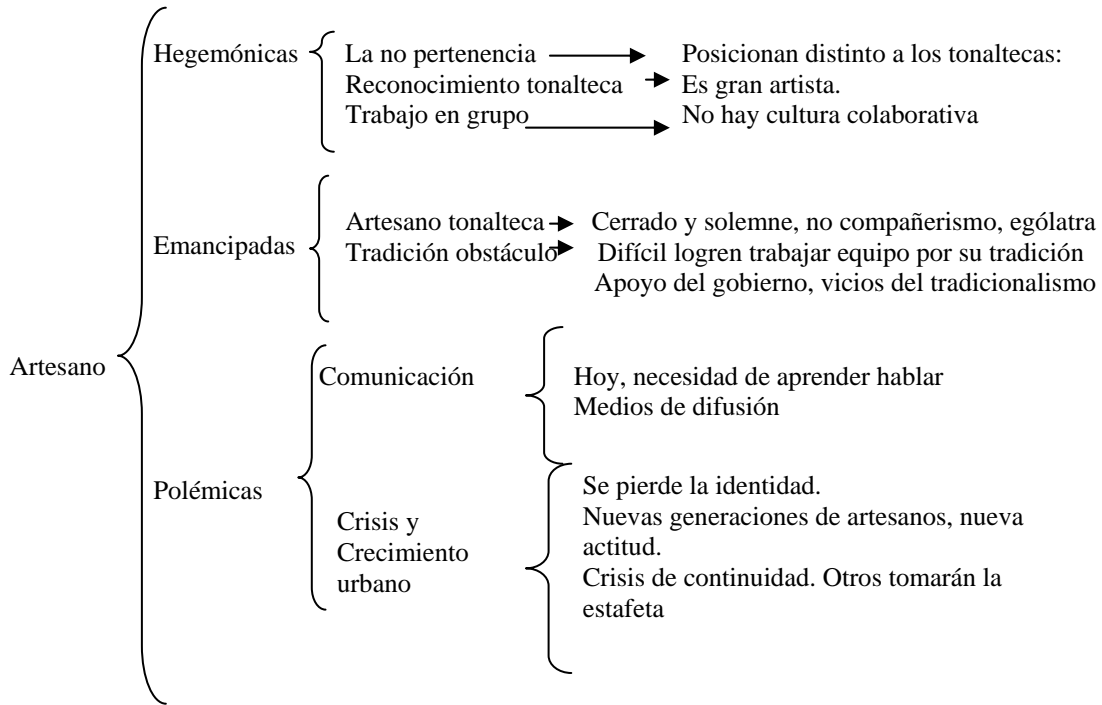 Artesano
Hegemónicas
La no pertenencia
Posicionan distinto a los tonaltecas:
Reconocimiento tonalteca
Es gran artista.
Trabajo en grupo
No hay cultura colaborativa
Emancipadas
Artesano tonalteca
Cerrado y solemne, no compañerismo, ególatra
Tradición obstáculo
Difícil logren trabajar equipo por su tradición
Apoyo del gobierno, vicios del tradicionalismo
Polémicas
Comunicación
Hoy, necesidad de aprender hablar
Medios de difusión
Crisis y
Crecimiento
urbano
Se pierde la identidad.
Nuevas generaciones de artesanos, nueva
actitud.
Crisis de continuidad. Otros tomarán la
estafeta